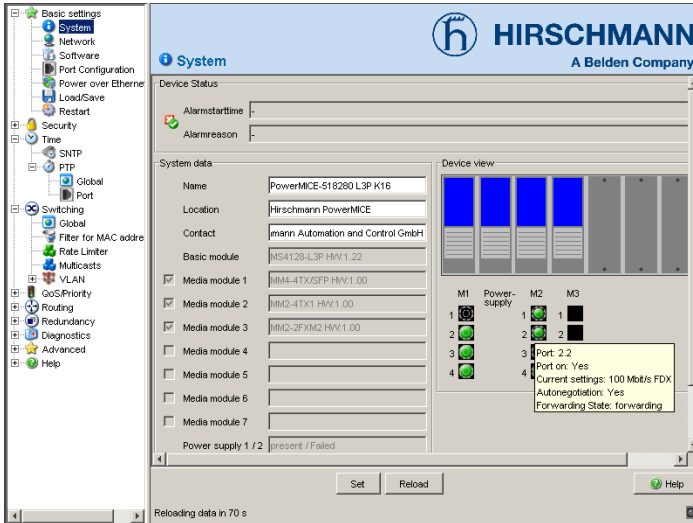 Basic settings
System
Network
Software
Port Configuration
Power over Etherne
Load/Save
Restart
Security
Time
SNTP
PTP
Global
Port
Switching
Global
Filter for MAC addre
Rate Limiter
Multicasts
VLAN
QoS/Priority
Routing
Redundancy
Diagnostics
Advanced
Help
HIRSCHMANN
A Belden Company
System
Device Status
Alarmstarttime -
Alarmreason -
System data
Name PowerMICE-518280 L3P K16
Location Hirschmann PowerMICE
Contact mann Automation and Control GmbH
Basic module MS4128-L3P HW:1.22
Media module 1 MM4-4TX/SFP HW:1.00
Media module 2 MM2-4TX1 HW:1.00
Media module 3 MM2-2FXM2 HW:1.00
Media module 4
Media module 5
Media module 6
Media module 7
Power supply 1 / 2 present / Failed
Device view
M1 Power-supply M2 M3
1 1 1
2 2 2
3 3
4 4
Port: 2.2
Port on: Yes
Current settings: 100 Mbit/s FDX
Autonegotiation: Yes
Forwarding State: forwarding
Set Reload Help
Reloading data in 70 s